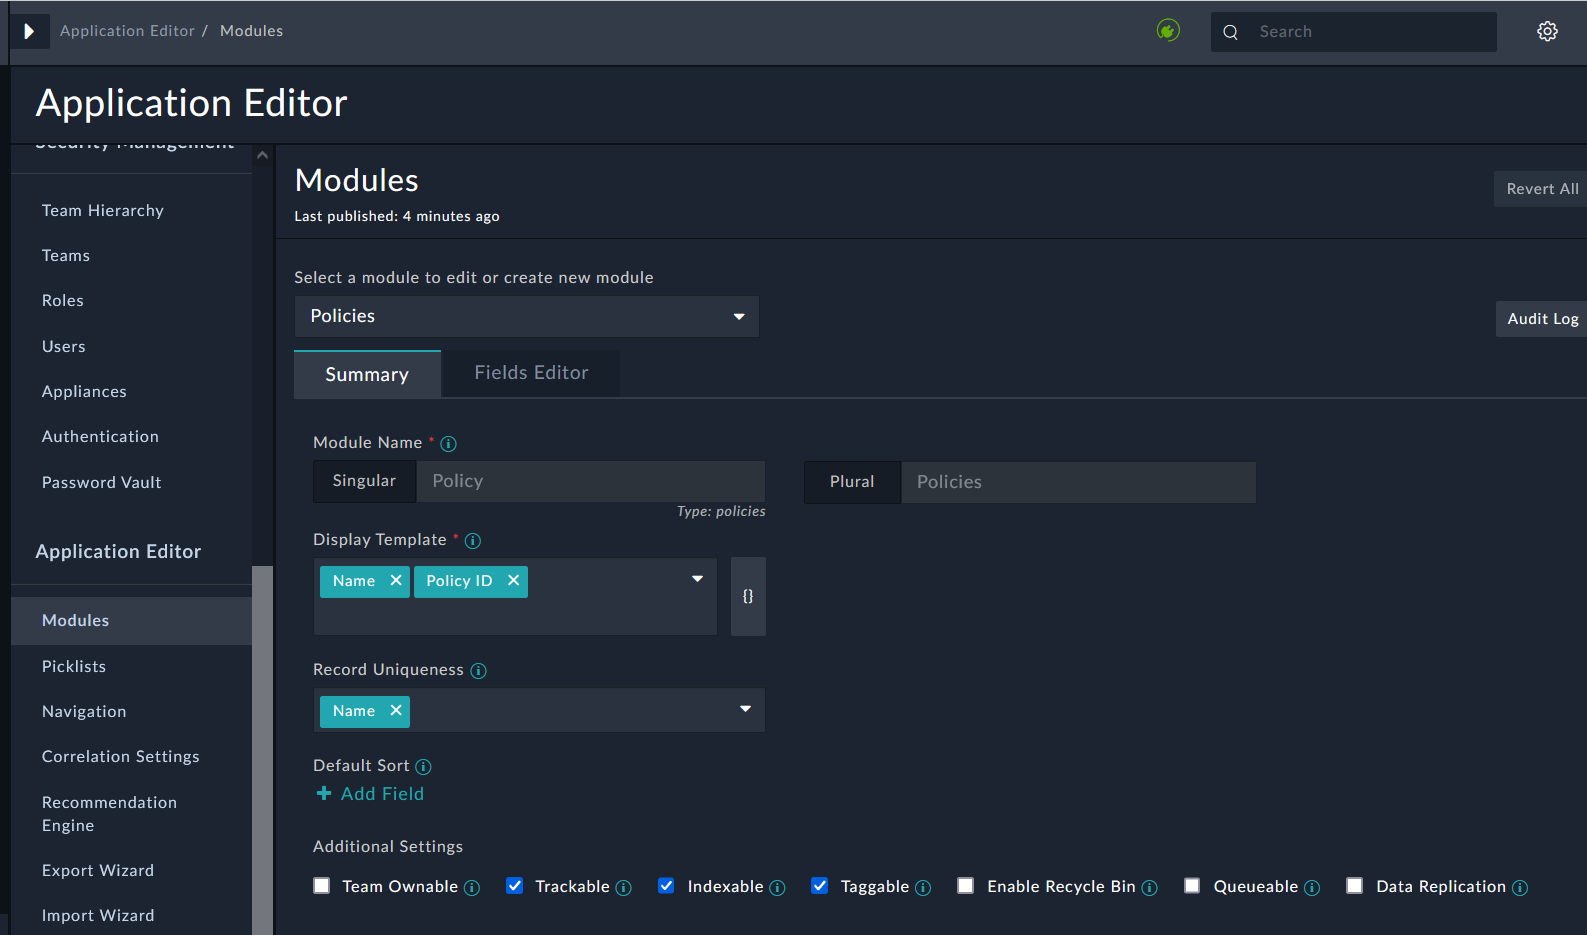 Application Editor / Modules
Search
Application Editor
Security Management
Team Hierarchy
Teams
Roles
Users
Appliances
Authentication
Password Vault
Application Editor
Modules
Picklists
Navigation
Correlation Settings
Recommendation
Engine
Export Wizard
Import Wizard
Modules
Revert All
Last published: 4 minutes ago
Select a module to edit or create new module
Policies
Audit Log
Summary
Fields Editor
Module Name *
Singular Policy
Plural Policies
Type: policies
Display Template *
Name Policy ID
{}
Record Uniqueness
Name
Default Sort
+ Add Field
Additional Settings
Team Ownable Trackable Indexable Taggable Enable Recycle Bin Queueable Data Replication